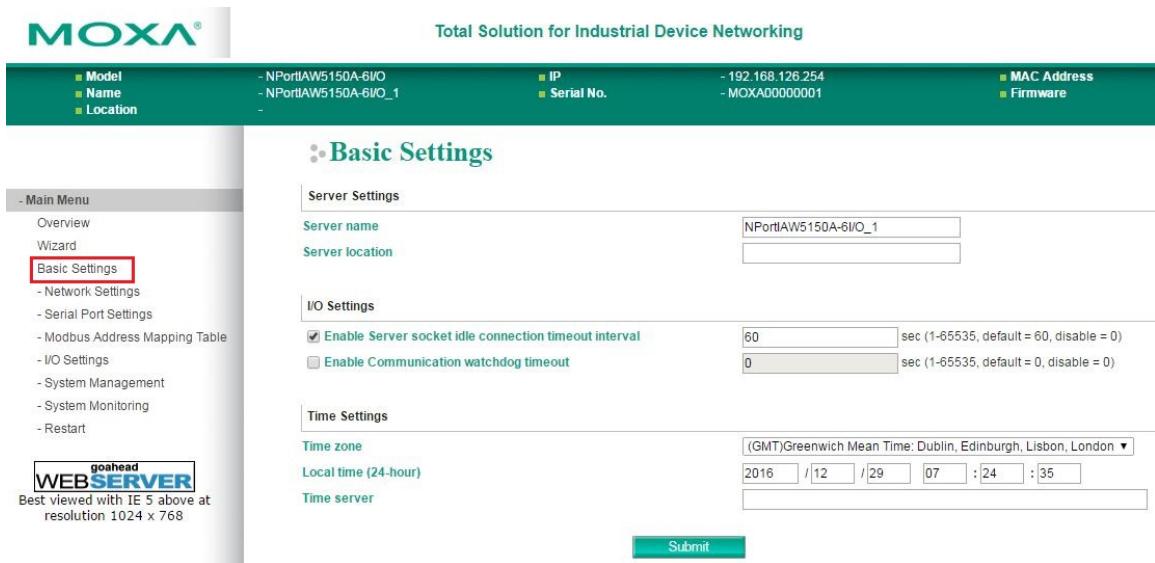 MOXA®
Total Solution for Industrial Device Networking
Model - NPortIAW5150A-6I/O IP - 192.168.126.254 MAC Address
Name - NPortIAW5150A-6I/O_1 Serial No. - MOXA00000001 Firmware
Location -
Basic Settings
- Main Menu
Overview
Wizard
Basic Settings
- Network Settings
- Serial Port Settings
- Modbus Address Mapping Table
- I/O Settings
- System Management
- System Monitoring
- Restart
goahead
WEBSERVER
Best viewed with IE 5 above at
resolution 1024 x 768
Server Settings
Server name NPortIAW5150A-6I/O_1
Server location
I/O Settings
Enable Server socket idle connection timeout interval 60 sec (1-65535, default = 60, disable = 0)
Enable Communication watchdog timeout 0 sec (1-65535, default = 0, disable = 0)
Time Settings
Time zone (GMT)Greenwich Mean Time: Dublin, Edinburgh, Lisbon, London
Local time (24-hour) 2016 / 12 / 29 07 : 24 : 35
Time server
Submit